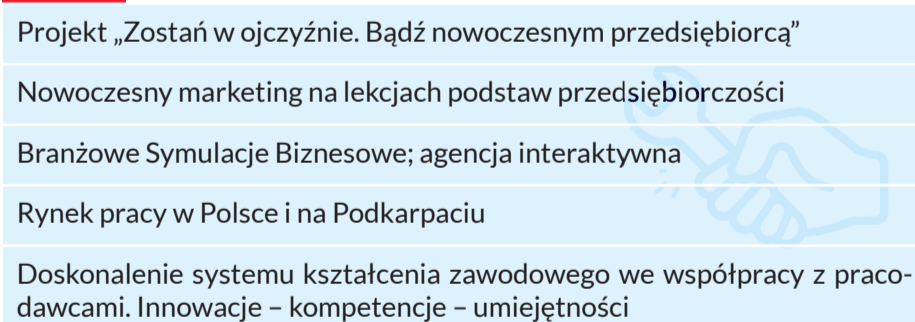 Projekt „Zostań w ojczyźnie. Bądź nowoczesnym przedsiębiorcą”
Nowoczesny marketing na lekcjach podstaw przedsiębiorczości
Branżowe Symulacje Biznesowe; agencja interaktywna
Rynek pracy w Polsce i na Podkarpaciu
Doskonalenie systemu kształcenia zawodowego we współpracy z praco-
dawcami. Innowacje – kompetencje – umiejętności